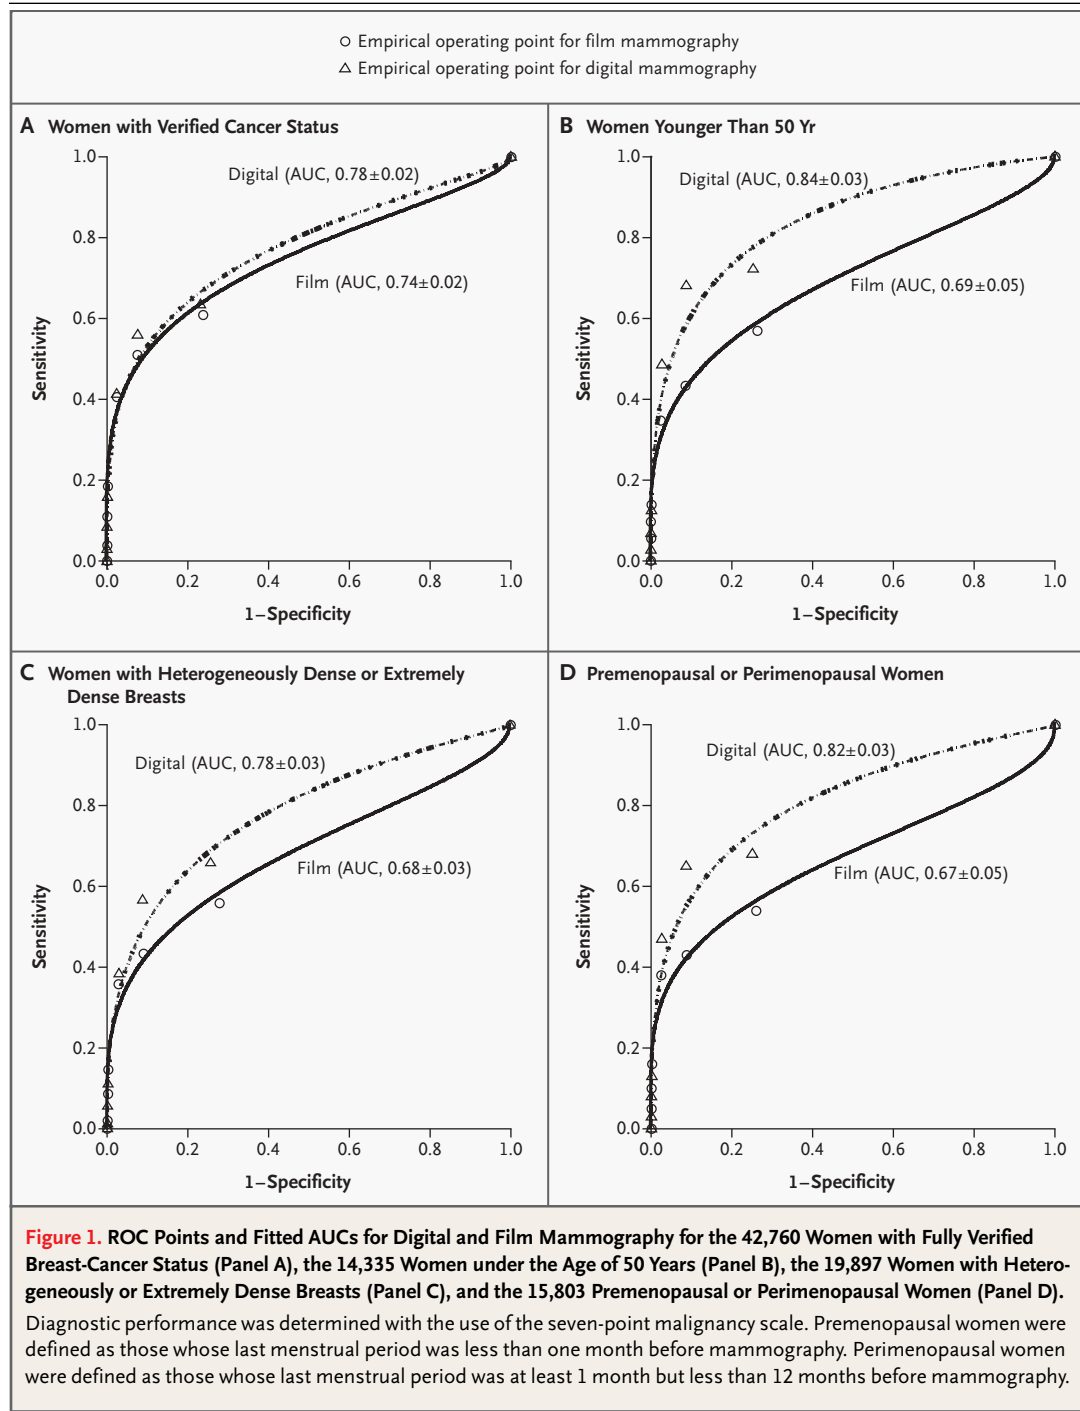 ○ Empirical operating point for film mammography
△ Empirical operating point for digital mammography
A Women with Verified Cancer Status
1.0
0.8
0.6
0.4
0.2
0.0
Sensitivity
Digital (AUC, 0.78±0.02)
Film (AUC, 0.74±0.02)
0.0 0.2 0.4 0.6 0.8 1.0
1–Specificity
B Women Younger Than 50 Yr
1.0
0.8
0.6
0.4
0.2
0.0
Sensitivity
Digital (AUC, 0.84±0.03)
Film (AUC, 0.69±0.05)
0.0 0.2 0.4 0.6 0.8 1.0
1–Specificity
C Women with Heterogeneously Dense or Extremely
Dense Breasts
1.0
0.8
0.6
0.4
0.2
0.0
Sensitivity
Digital (AUC, 0.78±0.03)
Film (AUC, 0.68±0.03)
0.0 0.2 0.4 0.6 0.8 1.0
1–Specificity
D Premenopausal or Perimenopausal Women
1.0
0.8
0.6
0.4
0.2
0.0
Sensitivity
Digital (AUC, 0.82±0.03)
Film (AUC, 0.67±0.05)
0.0 0.2 0.4 0.6 0.8 1.0
1–Specificity
Figure 1. ROC Points and Fitted AUCs for Digital and Film Mammography for the 42,760 Women with Fully Verified
Breast-Cancer Status (Panel A), the 14,335 Women under the Age of 50 Years (Panel B), the 19,897 Women with Hetero-
geneously or Extremely Dense Breasts (Panel C), and the 15,803 Premenopausal or Perimenopausal Women (Panel D).
Diagnostic performance was determined with the use of the seven-point malignancy scale. Premenopausal women were
defined as those whose last menstrual period was less than one month before mammography. Perimenopausal women
were defined as those whose last menstrual period was at least 1 month but less than 12 months before mammography.